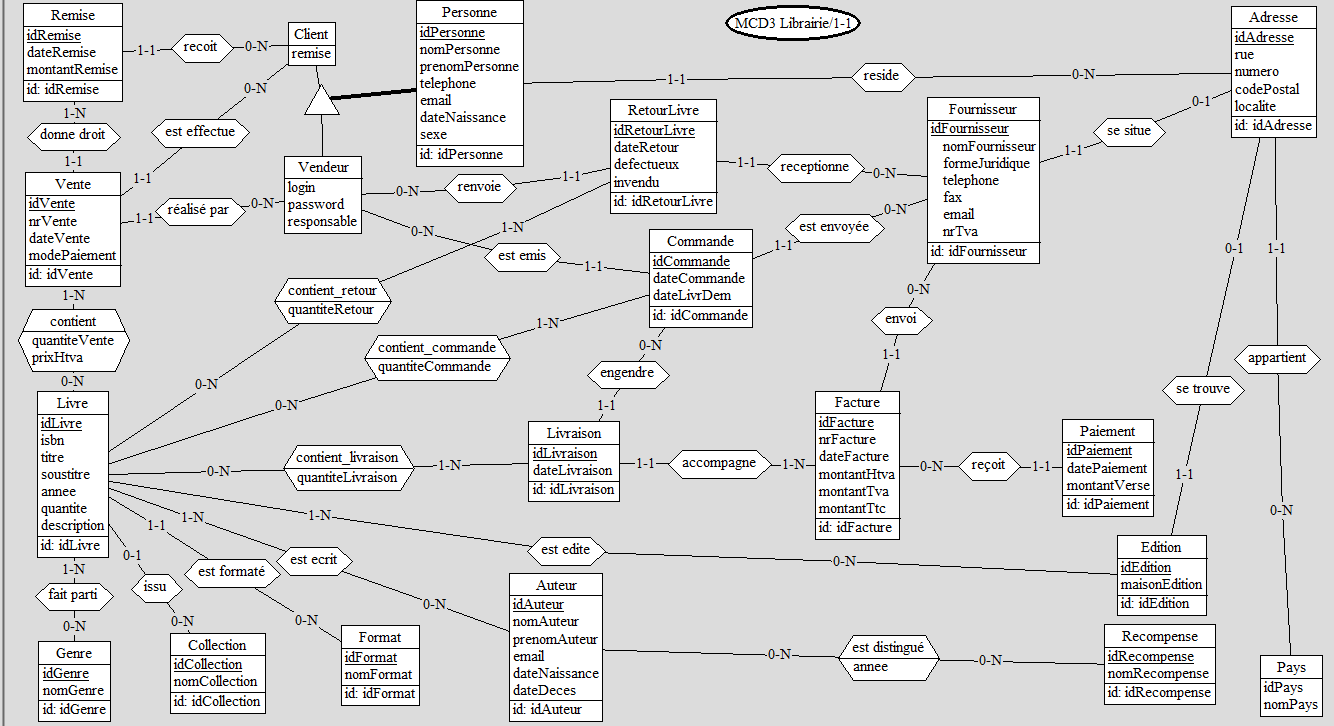 MCD3 Librairie/1-1
Remise
idRemise
dateRemise
montantRemise
id: idRemise
1-1
recoit
0-N
Client
remise
Personne
idPersonne
nomPersonne
prenomPersonne
telephone
email
dateNaissance
sexe
id: idPersonne
1-1
reside
0-N
Adresse
idAdresse
rue
numero
codePostal
localite
id: idAdresse
1-N
donne droit
1-1
0-N
est effectue
1-1
Vente
idVente
nrVente
dateVente
modePaiement
id: idVente
1-1
réalisé par
0-N
Vendeur
login
password
responsable
0-N
renvoie
1-1
RetourLivre
idRetourLivre
dateRetour
defectueux
invendu
id: idRetourLivre
1-1
receptionne
0-N
Fournisseur
idFournisseur
nomFournisseur
formeJuridique
telephone
fax
email
nrTva
id: idFournisseur
1-1
se situe
0-1
0-N
est emis
1-1
Commande
idCommande
dateCommande
dateLivrDem
id: idCommande
1-1
est envoyée
0-N
1-N
contient_retour
quantiteRetour
0-N
1-N
contient_commande
quantiteCommande
0-N
0-N
engendre
1-1
0-N
envoi
1-1
1-N
contient
quantiteVente
prixHtva
0-N
Livre
idLivre
isbn
titre
soustitre
annee
quantite
description
id: idLivre
0-N
contient_livraison
quantiteLivraison
1-N
Livraison
idLivraison
dateLivraison
id: idLivraison
1-1
accompagne
1-N
Facture
idFacture
nrFacture
dateFacture
montantHtva
montantTva
montantTtc
id: idFacture
0-N
reçoit
1-1
Paiement
idPaiement
datePaiement
montantVerse
id: idPaiement
0-1
se trouve
1-1
1-1
appartient
0-N
1-N
est edite
0-N
Edition
idEdition
maisonEdition
id: idEdition
1-N
est ecrit
0-N
1-1
est formaté
0-N
0-1
issu
0-N
1-N
fait parti
0-N
Genre
idGenre
nomGenre
id: idGenre
Collection
idCollection
nomCollection
id: idCollection
Format
idFormat
nomFormat
id: idFormat
Auteur
idAuteur
nomAuteur
prenomAuteur
email
dateNaissance
dateDeces
id: idAuteur
0-N
est distingué
annee
0-N
Recompense
idRecompense
nomRecompense
id: idRecompense
Pays
idPays
nomPays